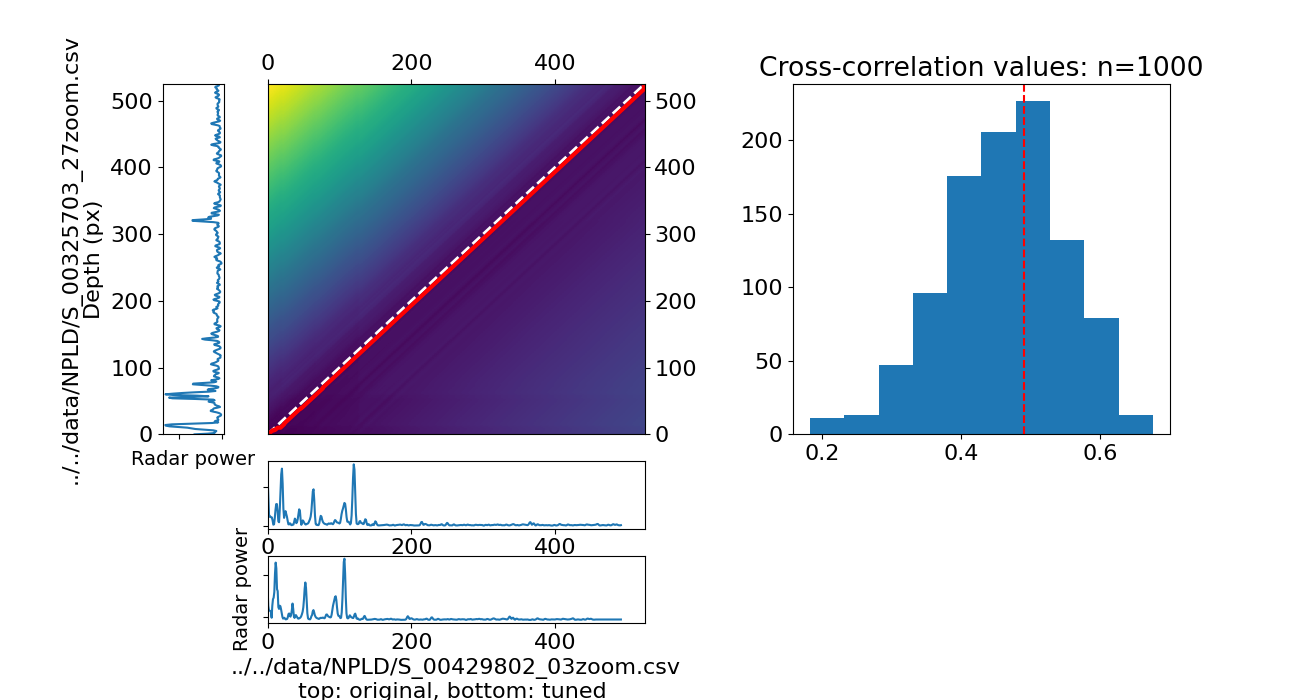 Cross-correlation values: n=1000
../../data/NPLD/S_00325703_27zoom.csv
Depth (px)
0 200 400
500
400
300
200
100
0
Radar power
500
400
300
200
100
0
200
150
100
50
0
0.2 0.4 0.6
0 200 400
Radar power
0 200 400
../../data/NPLD/S_00429802_03zoom.csv
top: original, bottom: tuned